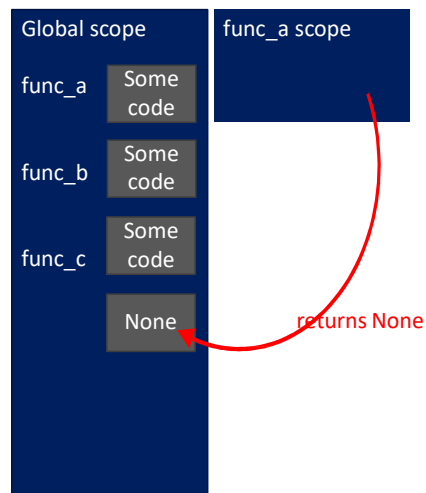 Global scope
func_a scope
func_a
Some
code
func_b
Some
code
func_c
Some
code
None
returns None